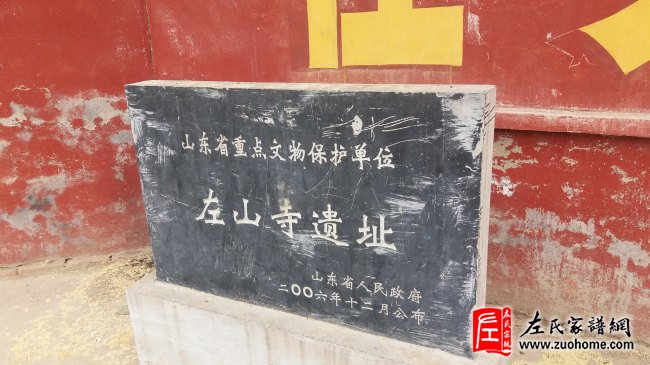 山东省重点文物保护单位
左山寺遗址
山东省人民政府
二〇〇六年十二月公布
左氏家譜網
www.zuohome.com